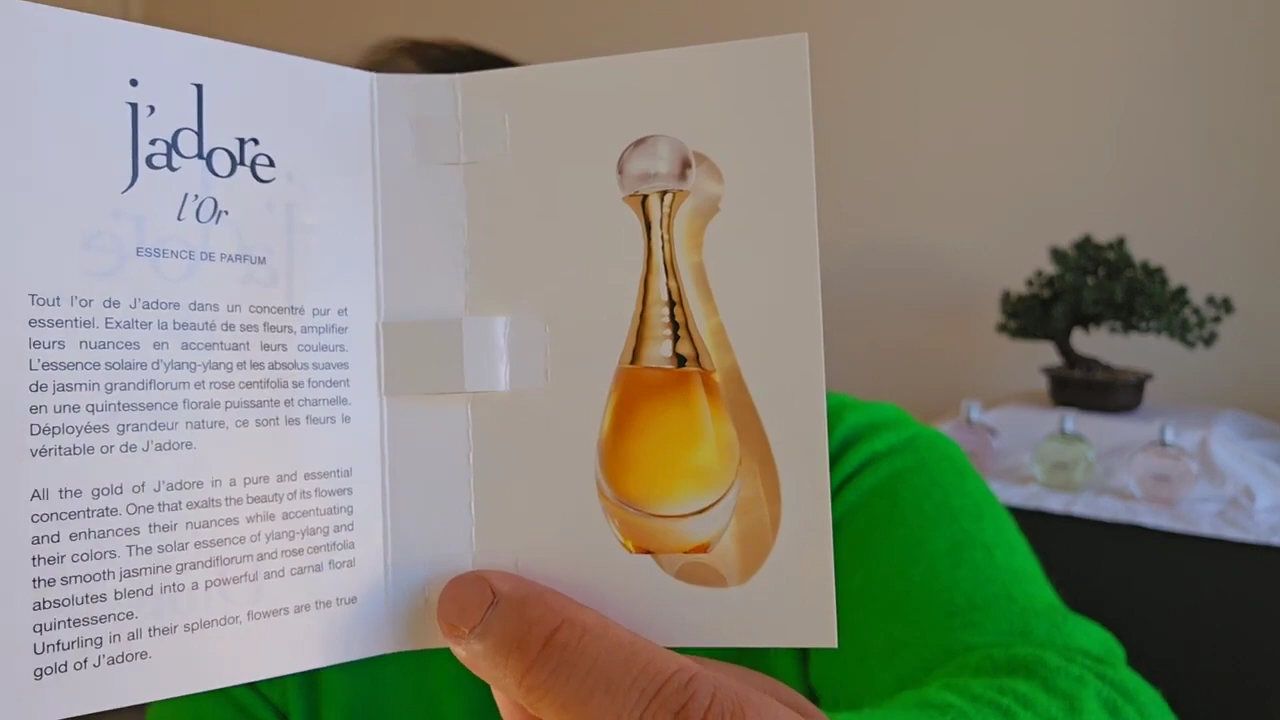 j'adore
l'Or
ESSENCE DE PARFUM
Tout l'or de J'adore dans un concentré pur et
essentiel. Exalter la beauté de ses fleurs, amplifier
leurs nuances en accentuant leurs couleurs.
L'essence solaire d'ylang-ylang et les absolus suaves
de jasmin grandiflorum et rose centifolia se fondent
en une quintessence florale puissante et charnelle.
Déployées grandeur nature, ce sont les fleurs le
véritable or de J'adore.
All the gold of J'adore in a pure and essential
concentrate. One that exalts the beauty of its flowers
and enhances their nuances while accentuating
their colors. The solar essence of ylang-ylang and
the smooth jasmine grandiflorum and rose centifolia
absolutes blend into a powerful and carnal floral
quintessence.
Unfurling in all their splendor, flowers are the true
gold of J'adore.